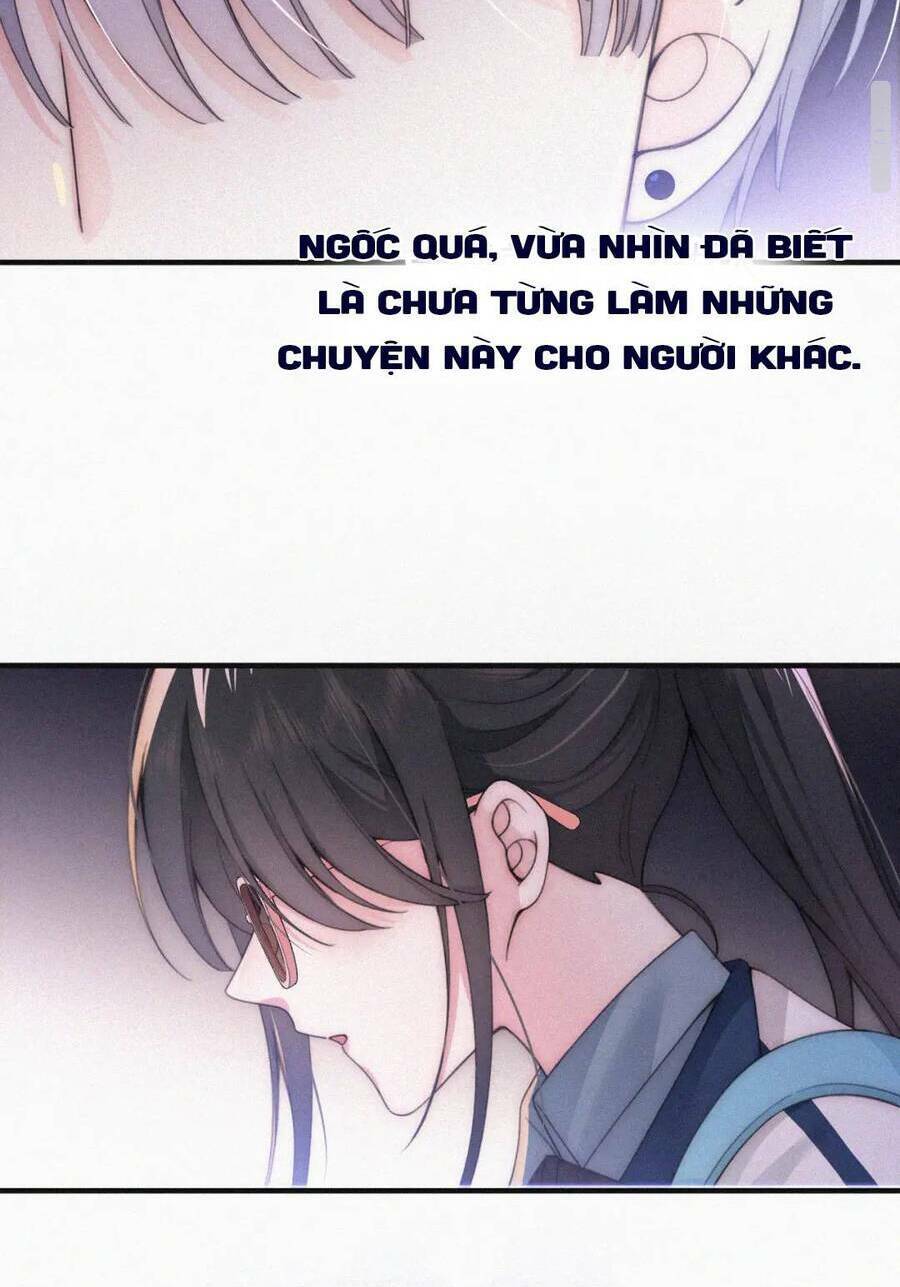 NGỐC QUÁ, VỪA NHÌN ĐÃ BIẾT
LÀ CHƯA TỪNG LÀM NHỮNG
CHUYỆN NÀY CHO NGƯỜI KHÁC.